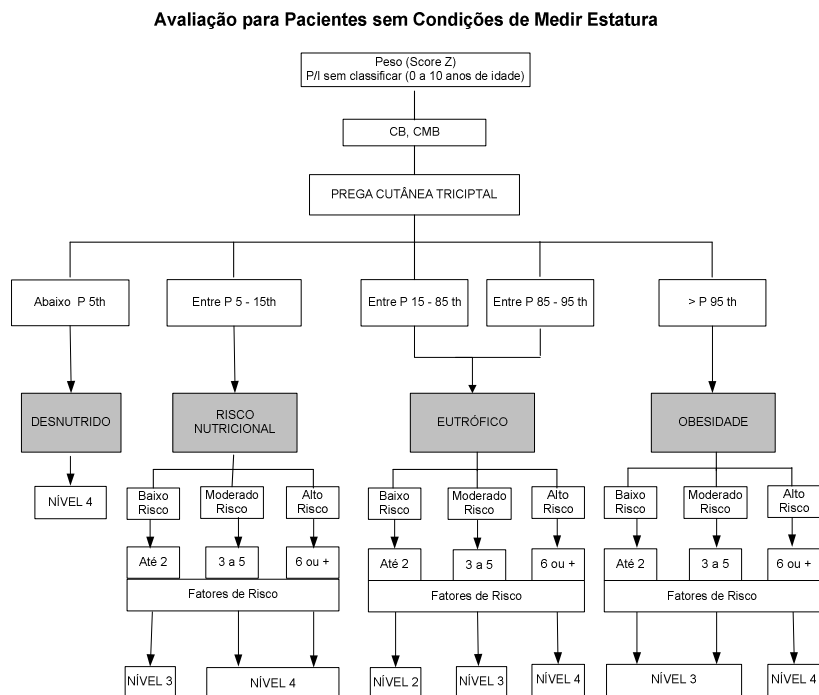 Avaliação para Pacientes sem Condições de Medir Estatura
Peso (Score Z)
P/I sem classificar (0 a 10 anos de idade)
CB, CMB
PREGA CUTÂNEA TRICIPTAL
Abaixo P 5th
Entre P 5 - 15th
Entre P 15 - 85 th
Entre P 85 - 95 th
> P 95 th
DESNUTRIDO
RISCO
NUTRICIONAL
EUTRÓFICO
OBESIDADE
NÍVEL 4
Baixo
Risco
Moderado
Risco
Alto
Risco
Baixo
Risco
Moderado
Risco
Alto
Risco
Baixo
Risco
Moderado
Risco
Alto
Risco
Até 2
3 a 5
6 ou +
Até 2
3 a 5
6 ou +
Até 2
3 a 5
6 ou +
Fatores de Risco
Fatores de Risco
Fatores de Risco
NÍVEL 3
NÍVEL 4
NÍVEL 2
NÍVEL 3
NÍVEL 4
NÍVEL 3
NÍVEL 4